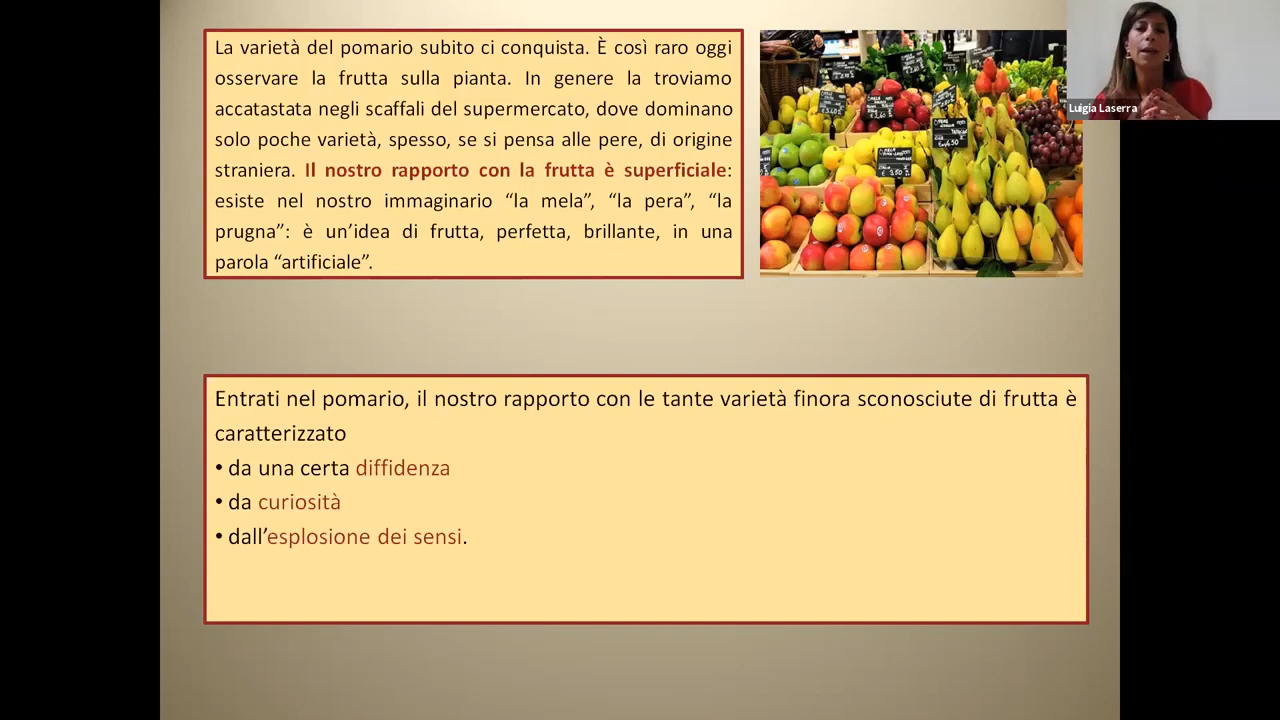 La varietà del pomario subito ci conquista. È così raro oggi
osservare la frutta sulla pianta. In genere la troviamo
accatastata negli scaffali del supermercato, dove dominano
solo poche varietà, spesso, se si pensa alle pere, di origine
straniera. Il nostro rapporto con la frutta è superficiale:
esiste nel nostro immaginario “la mela”, “la pera”, “la
prugna”: è un’idea di frutta, perfetta, brillante, in una
parola “artificiale”.
Luigia Laserra
Entrati nel pomario, il nostro rapporto con le tante varietà finora sconosciute di frutta è
caratterizzato
• da una certa diffidenza
• da curiosità
• dall’esplosione dei sensi.